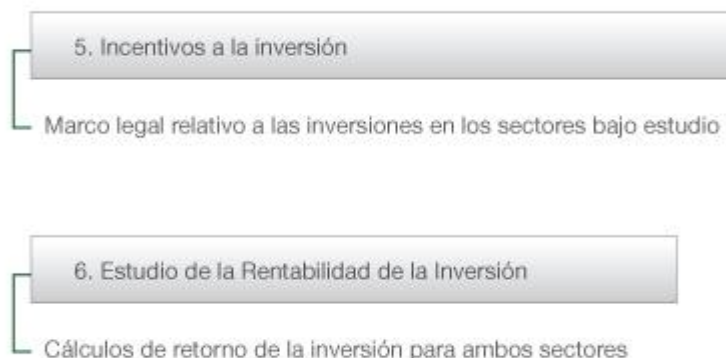 5. Incentivos a la inversión
Marco legal relativo a las inversiones en los sectores bajo estudio
6. Estudio de la Rentabilidad de la Inversión
Cálculos de retorno de la inversión para ambos sectores